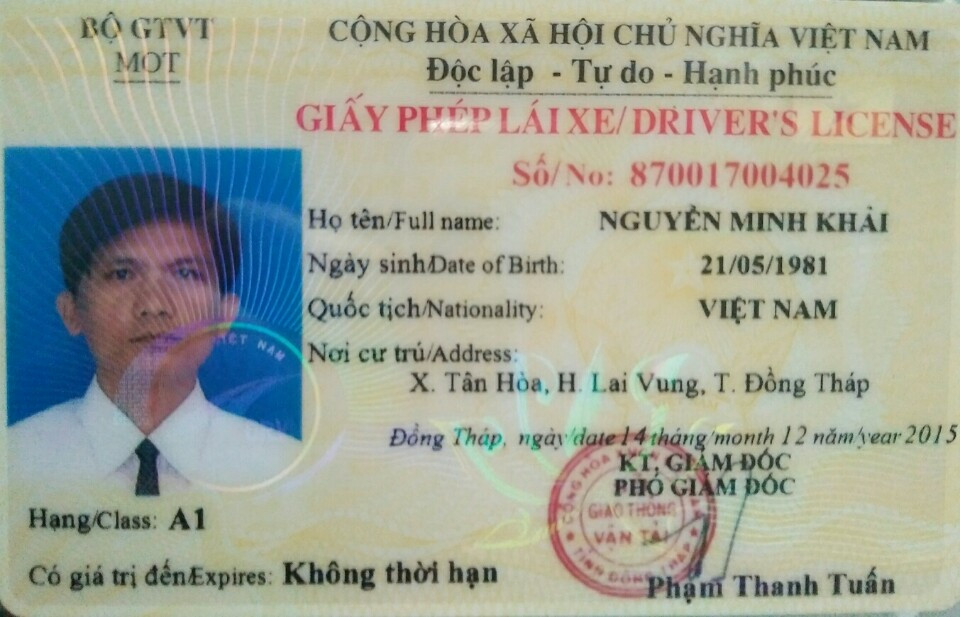 BỘ GTVT
MOT
CỘNG HÒA XÃ HỘI CHỦ NGHĨA VIỆT NAM
Độc lập - Tự do - Hạnh phúc
GIẤY PHÉP LÁI XE/DRIVER'S LICENSE
Số/No: 870017004025
Họ tên/Full name: NGUYỄN MINH KHẢI
Ngày sinh/Date of Birth: 21/05/1981
Quốc tịch/Nationality: VIỆT NAM
Nơi cư trú/Address:
X. Tân Hòa, H. Lai Vung, T. Đồng Tháp
Đồng Tháp, ngày/date 14 tháng/month 12 năm/year 2015
KT, GIÁM ĐỐC
PHÓ GIÁM ĐỐC
GIAO THÔNG
VẬN TẢI
TỈNH ĐỒNG THÁP
Phạm Thanh Tuấn
VIỆT NAM
Hạng/Class: A1
Có giá trị đến/Expires: Không thời hạn